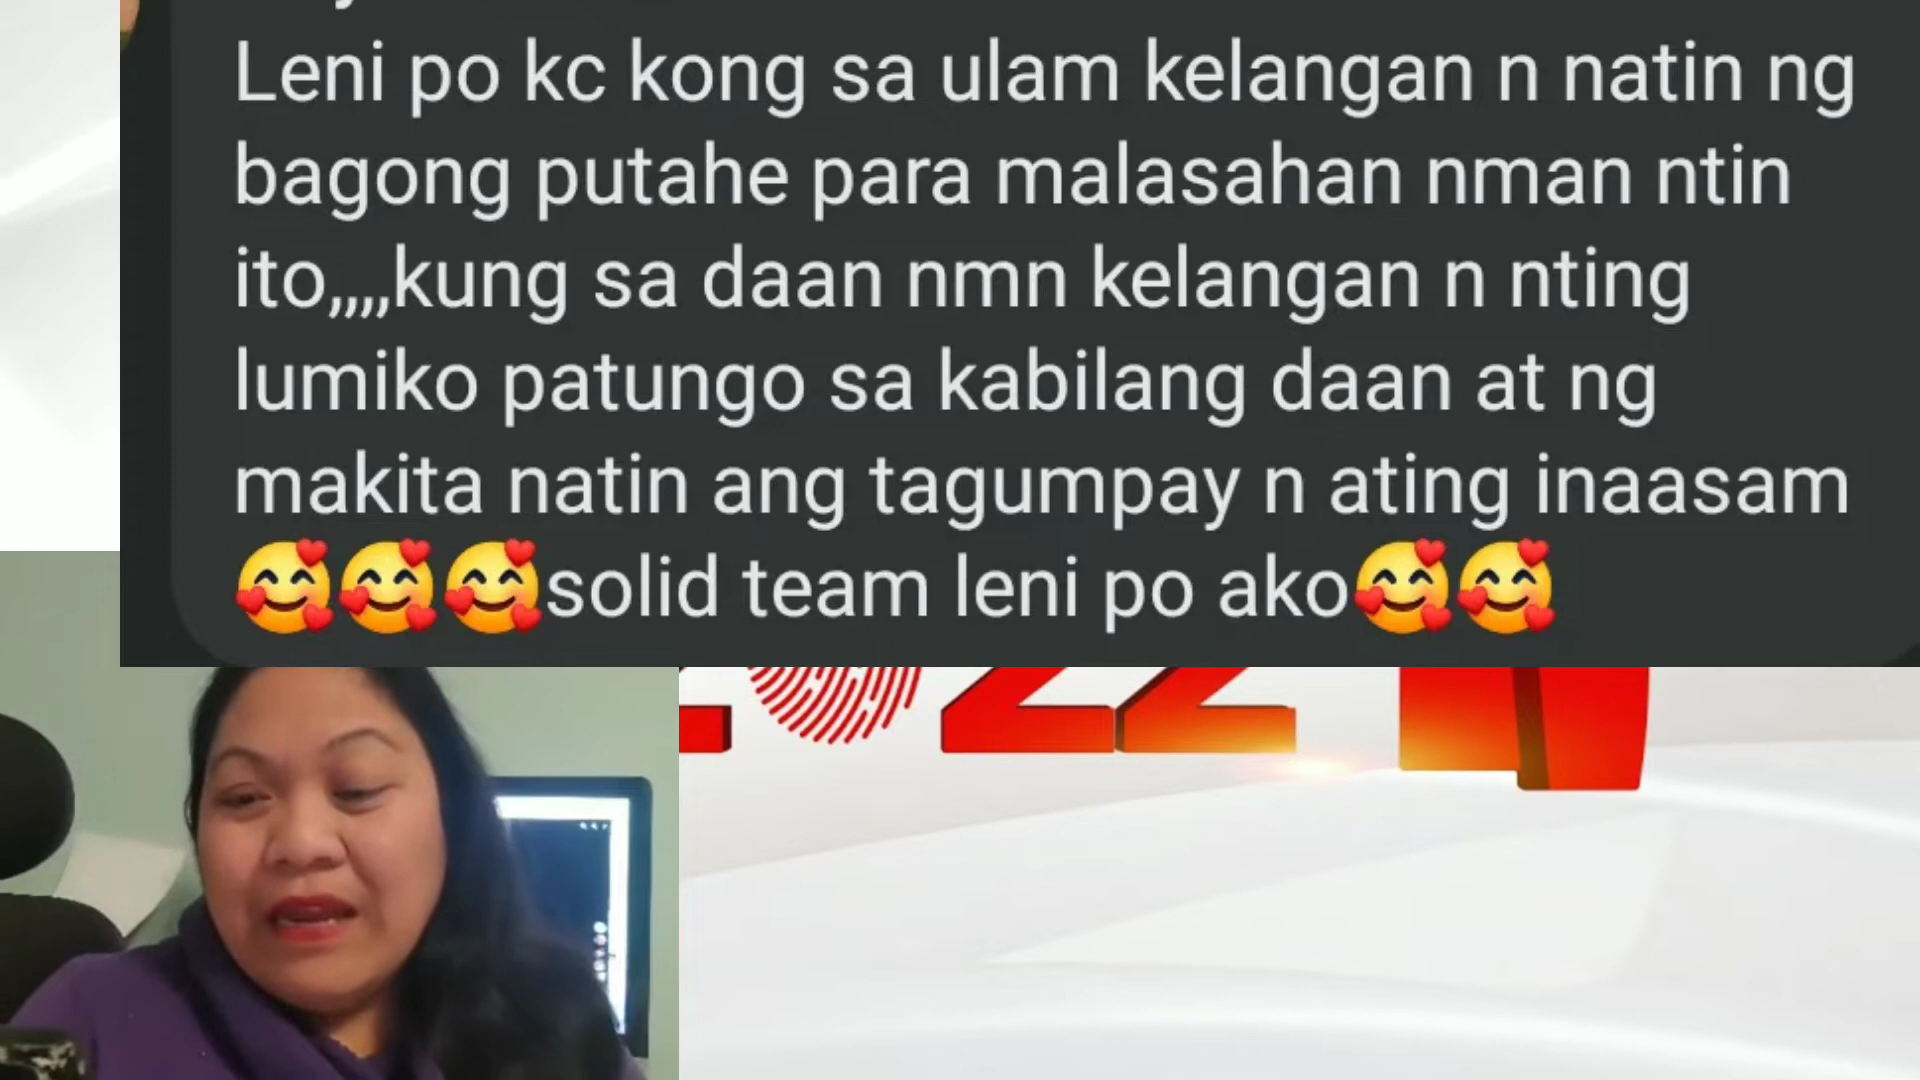 Leni po kc kong sa ulam kelangan n natin ng
bagong putahe para malasahan nman ntin
ito,,,,,kung sa daan nmn kelangan n nting
lumiko patungo sa kabilang daan at ng
makita natin ang tagumpay n ating inaasam
🥰🥰🥰solid team leni po ako🥰🥰
2022